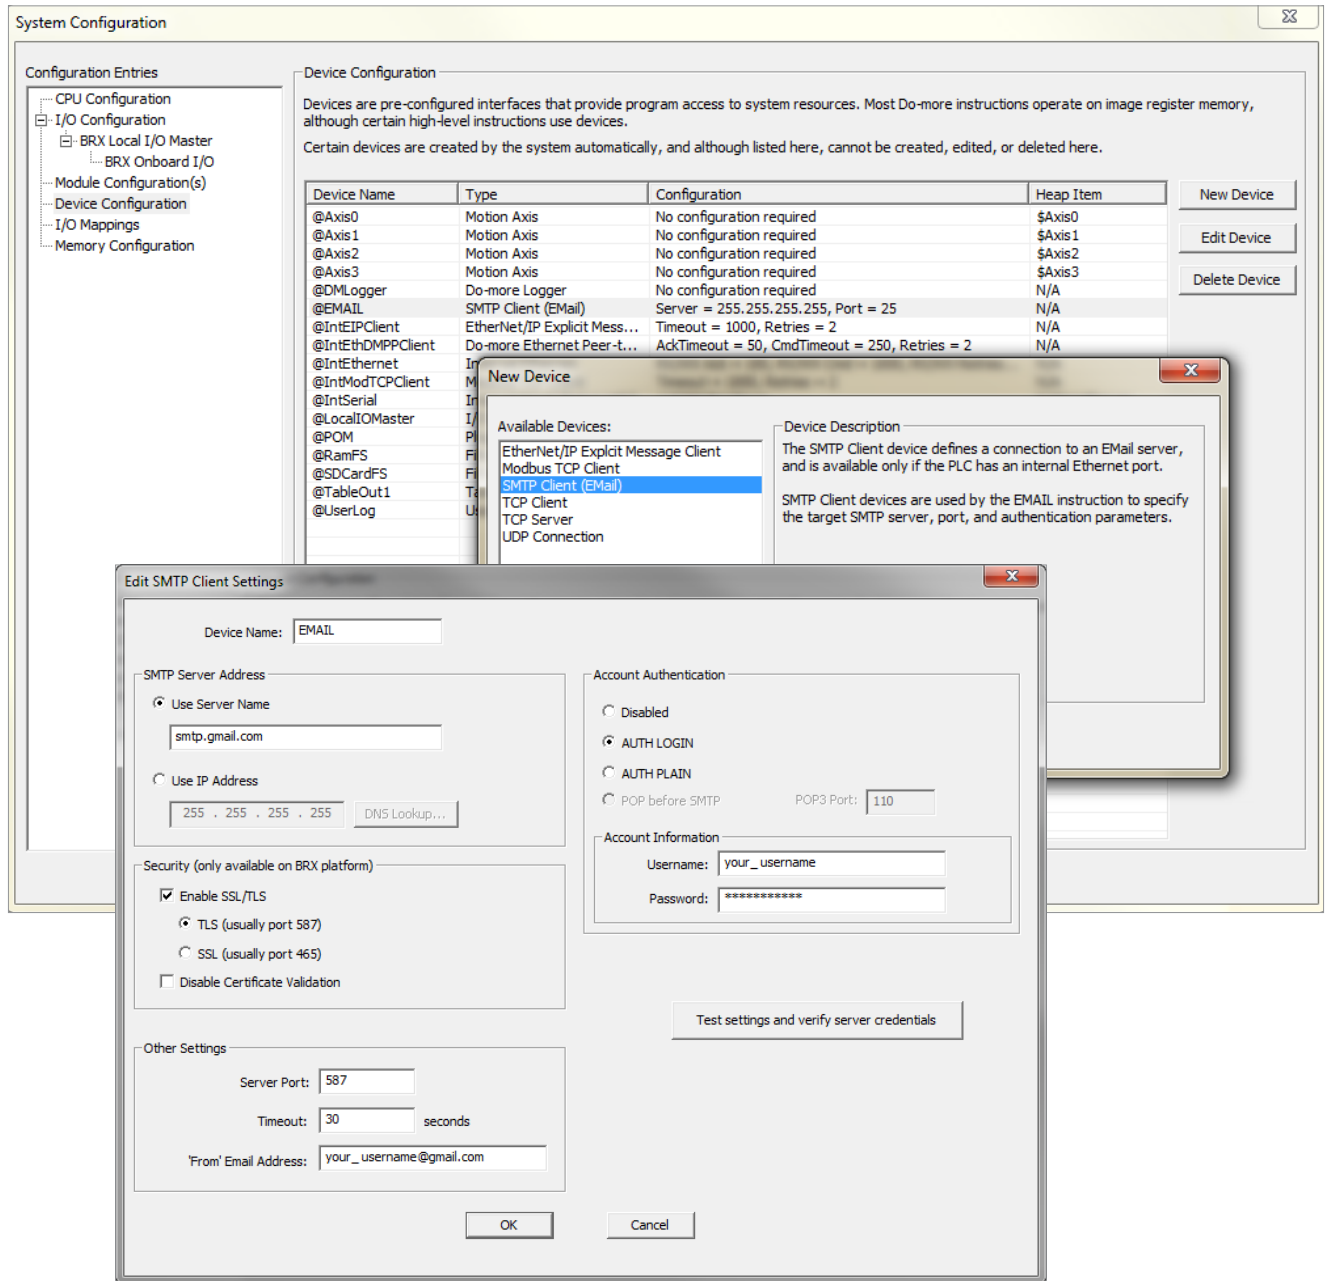 System Configuration
Configuration Entries
CPU Configuration
I/O Configuration
BRX Local I/O Master
BRX Onboard I/O
Module Configuration(s)
Device Configuration
I/O Mappings
Memory Configuration
Device Configuration
Devices are pre-configured interfaces that provide program access to system resources. Most Do-more instructions operate on image register memory,
although certain high-level instructions use devices.
Certain devices are created by the system automatically, and although listed here, cannot be created, edited, or deleted here.
Device Name Type Configuration Heap Item
@Axis0 Motion Axis No configuration required $Axis0
@Axis1 Motion Axis No configuration required $Axis1
@Axis2 Motion Axis No configuration required $Axis2
@Axis3 Motion Axis No configuration required $Axis3
@DMLogger Do-more Logger No configuration required N/A
@EMAIL SMTP Client (EMail) Server = 255.255.255.255, Port = 25 N/A
@IntEIPClient EtherNet/IP Explicit Mess... Timeout = 1000, Retries = 2 N/A
@IntEthDMPPClient Do-more Ethernet Peer-t... AckTimeout = 50, CmdTimeout = 250, Retries = 2 N/A
@IntEthernet
@IntModTCPClient
@IntSerial
@LocalIOMaster
@POM
@RamFS
@SDCardFS
@TableOut1
@UserLog
New Device
Edit Device
Delete Device
New Device
Available Devices:
EtherNet/IP Explcit Message Client
Modbus TCP Client
SMTP Client (EMail)
TCP Client
TCP Server
UDP Connection
Device Description
The SMTP Client device defines a connection to an EMail server,
and is available only if the PLC has an internal Ethernet port.
SMTP Client devices are used by the EMAIL instruction to specify
the target SMTP server, port, and authentication parameters.
Edit SMTP Client Settings
Device Name: EMAIL
SMTP Server Address
Use Server Name
smtp.gmail.com
Use IP Address
255 . 255 . 255 . 255 DNS Lookup...
Security (only available on BRX platform)
Enable SSL/TLS
TLS (usually port 587)
SSL (usually port 465)
Disable Certificate Validation
Other Settings
Server Port: 587
Timeout: 30 seconds
'From' Email Address: your_ username@gmail.com
Account Authentication
Disabled
AUTH LOGIN
AUTH PLAIN
POP before SMTP POP3 Port: 110
Account Information
Username: your_ username
Password: ***********
Test settings and verify server credentials
OK Cancel